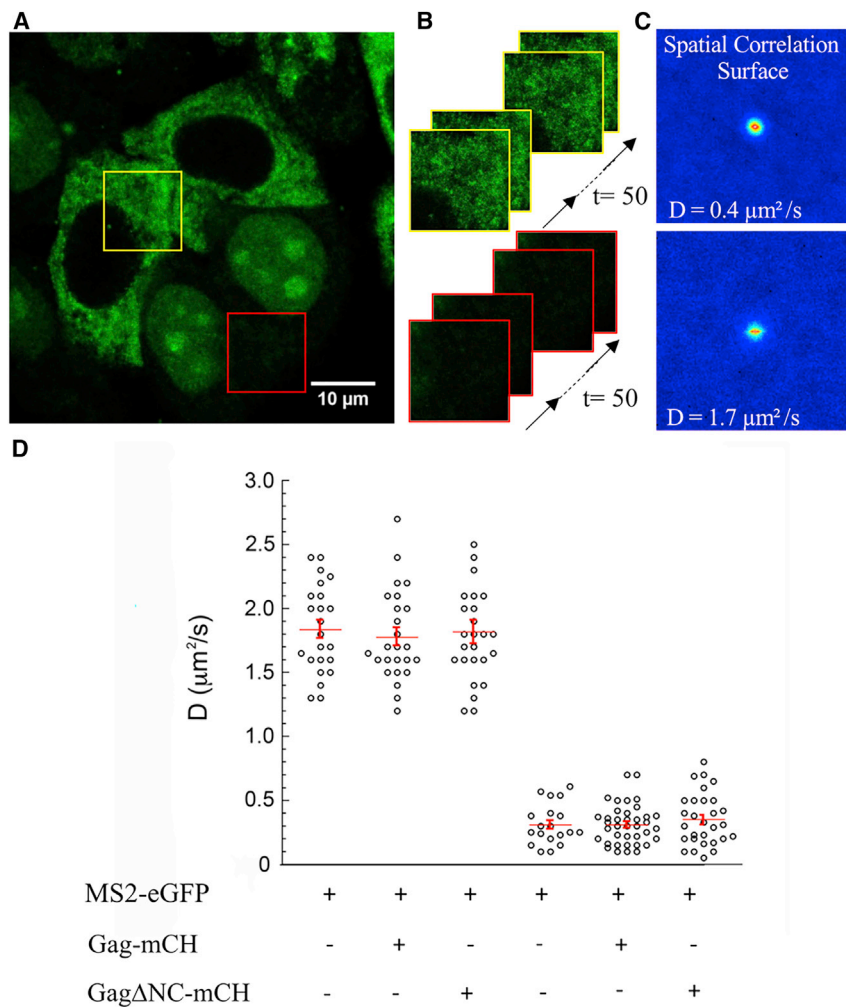 A
B
C
10 μm
t= 50
t= 50
Spatial Correlation
Surface
D = 0.4 μm²/s
D = 1.7 μm²/s
D
3.0
2.5
2.0
1.5
1.0
0.5
0
D (μm²/s)
MS2-eGFP + + + + + +
Gag-mCH - + - - + -
GagΔNC-mCH - - + - - +